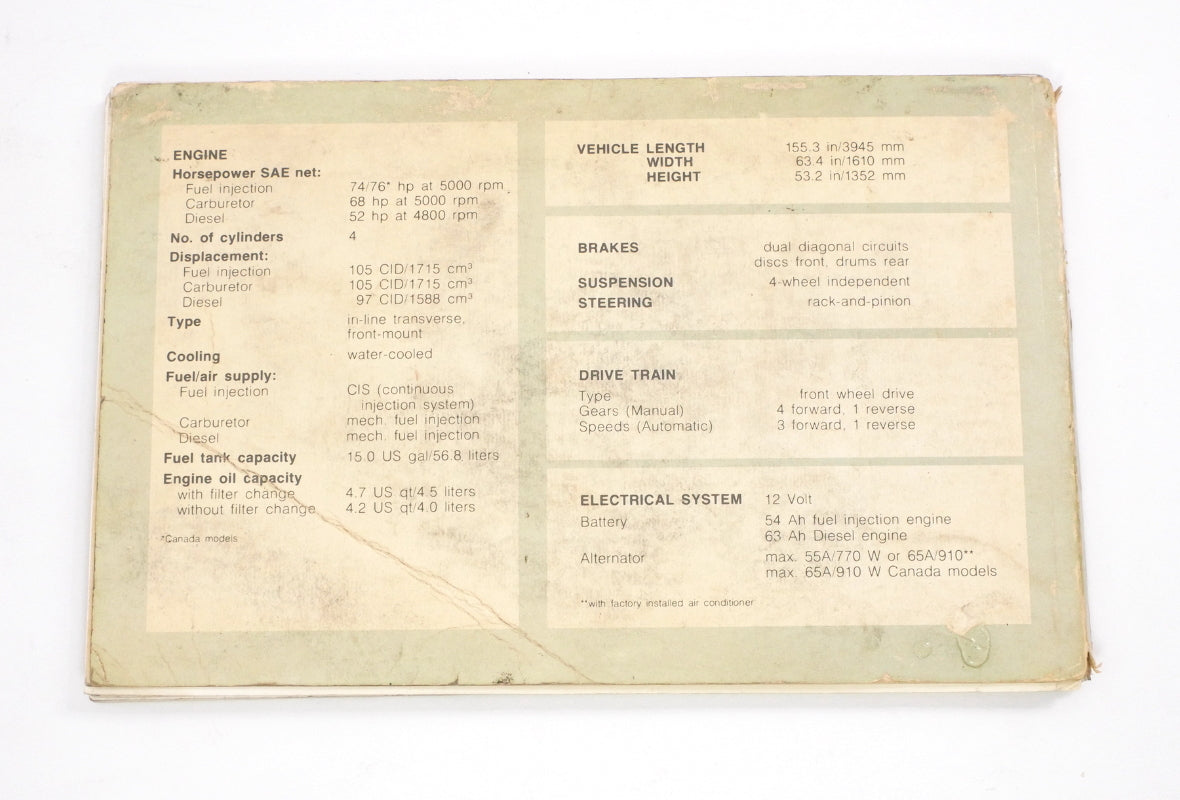 ENGINE
Horsepower SAE net:
Fuel injection 74/76* hp at 5000 rpm
Carburetor 68 hp at 5000 rpm
Diesel 52 hp at 4800 rpm
No. of cylinders 4
Displacement:
Fuel injection 105 CID/1715 cm³
Carburetor 105 CID/1715 cm³
Diesel 97 CID/1588 cm³
Type in-line transverse,
front-mount
Cooling water-cooled
Fuel/air supply:
Fuel injection CIS (continuous
injection system)
Carburetor mech. fuel injection
Diesel mech. fuel injection
Fuel tank capacity 15.0 US gal/56.8 liters
Engine oil capacity
with filter change 4.7 US qt/4.5 liters
without filter change 4.2 US qt/4.0 liters
*Canada models
VEHICLE LENGTH 155.3 in/3945 mm
WIDTH 63.4 in/1610 mm
HEIGHT 53.2 in/1352 mm
BRAKES dual diagonal circuits
discs front, drums rear
SUSPENSION 4-wheel independent
STEERING rack-and-pinion
DRIVE TRAIN
Type front wheel drive
Gears (Manual) 4 forward, 1 reverse
Speeds (Automatic) 3 forward, 1 reverse
ELECTRICAL SYSTEM 12 Volt
Battery 54 Ah fuel injection engine
63 Ah Diesel engine
Alternator max. 55A/770 W or 65A/910**
max. 65A/910 W Canada models
**with factory installed air conditioner